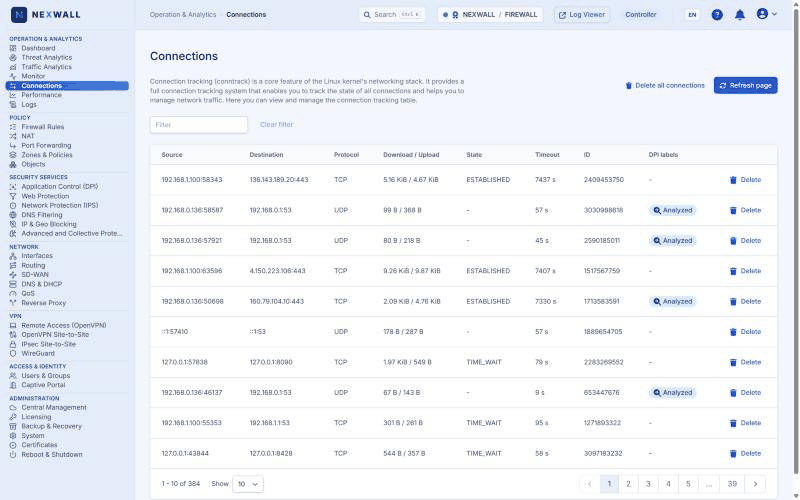 NEXWALL
Operation & Analytics · Connections
Search Ctrl K
NEXWALL / FIREWALL
Log Viewer
Controller
EN
OPERATION & ANALYTICS
Dashboard
Threat Analytics
Traffic Analytics
Monitor
Connections
Performance
Logs
POLICY
Firewall Rules
NAT
Port Forwarding
Zones & Policies
Objects
SECURITY SERVICES
Application Control (DPI)
Web Protection
Network Protection (IPS)
DNS Filtering
IP & Geo Blocking
Advanced and Collective Prote...
NETWORK
Interfaces
Routing
SD-WAN
DNS & DHCP
QoS
Reverse Proxy
VPN
Remote Access (OpenVPN)
OpenVPN Site-to-Site
IPsec Site-to-Site
WireGuard
ACCESS & IDENTITY
Users & Groups
Captive Portal
ADMINISTRATION
Central Management
Licensing
Backup & Recovery
System
Certificates
Reboot & Shutdown
Connections
Connection tracking (conntrack) is a core feature of the Linux kernel's networking stack. It provides a
full connection tracking system that enables you to track the state of all connections and helps you to
manage network traffic. Here you can view and manage the connection tracking table.
Delete all connections
Refresh page
Filter
Clear filter
Source Destination Protocol Download / Upload State Timeout ID DPI labels
192.168.1.100:58343 136.143.189.20:443 TCP 5.16 KiB / 4.67 KiB ESTABLISHED 7437 s 2409453750 - Delete
192.168.0.136:58587 192.168.0.1:53 UDP 99 B / 368 B - 57 s 3030988618 Analyzed Delete
192.168.0.136:57921 192.168.0.1:53 UDP 80 B / 218 B - 45 s 2590185011 Analyzed Delete
192.168.1.100:63596 4.150.223.106:443 TCP 9.26 KiB / 9.87 KiB ESTABLISHED 7407 s 1517567759 - Delete
192.168.0.136:50698 160.79.104.10:443 TCP 2.09 KiB / 4.76 KiB ESTABLISHED 7330 s 1713583591 Analyzed Delete
::1:57410 ::1:53 UDP 178 B / 287 B - 57 s 1889654705 - Delete
127.0.0.1:57838 127.0.0.1:8090 TCP 1.97 KiB / 549 B TIME_WAIT 79 s 2283269552 - Delete
192.168.0.136:46137 192.168.0.1:53 UDP 67 B / 143 B - 9 s 653447676 Analyzed Delete
192.168.1.100:55353 192.168.1.1:53 TCP 301 B / 261 B TIME_WAIT 95 s 1271893322 - Delete
127.0.0.1:43844 127.0.0.1:8428 TCP 544 B / 357 B TIME_WAIT 58 s 3097183232 - Delete
1 - 10 of 384 Show 10
1 2 3 4 5 ... 39